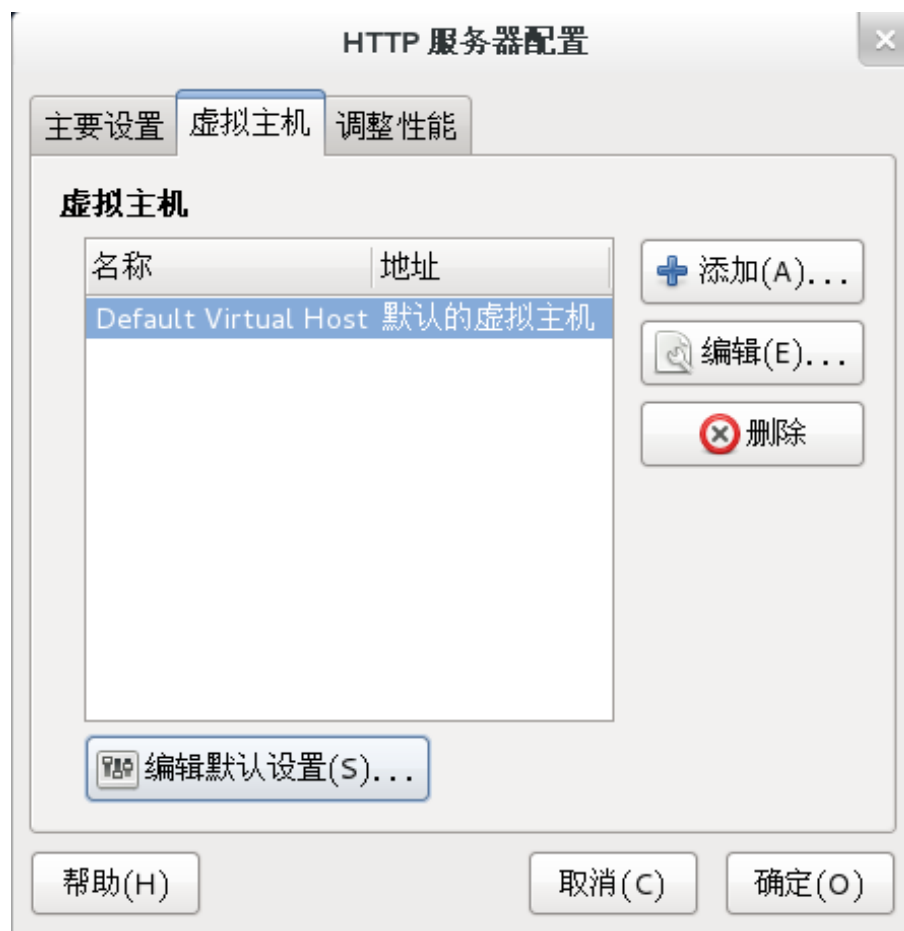 HTTP 服务器配置
主要设置 虚拟主机 调整性能
虚拟主机
名称 地址
Default Virtual Host 默认的虚拟主机
添加(A)...
编辑(E)...
删除
编辑默认设置(S)...
帮助(H) 取消(C) 确定(O)